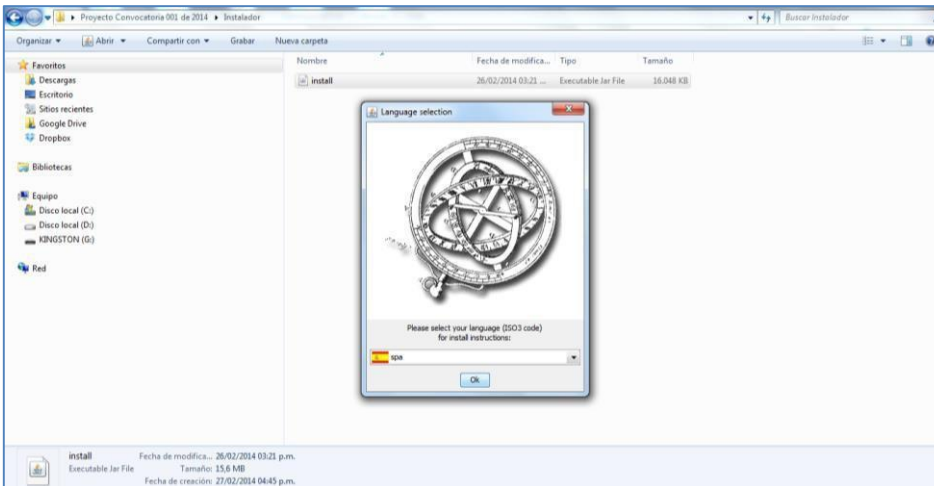 Proyecto Convocatoria 001 de 2014 ▸ Instalador
Buscar Instalador
Organizar Abrir Compartir con Grabar Nueva carpeta
Favoritos
Descargas
Escritorio
Sitios recientes
Google Drive
Dropbox
Bibliotecas
Equipo
Disco local (C:)
Disco local (D:)
KINGSTON (G:)
Red
Nombre Fecha de modifica... Tipo Tamaño
install 26/02/2014 03:21 ... Executable Jar File 16.048 KB
Language selection
Please select your language (ISO3 code)
for install instructions:
spa
Ok
install Fecha de modifica... 26/02/2014 03:21 p.m.
Executable Jar File Tamaño: 15,6 MB
Fecha de creación: 27/02/2014 04:45 p.m.